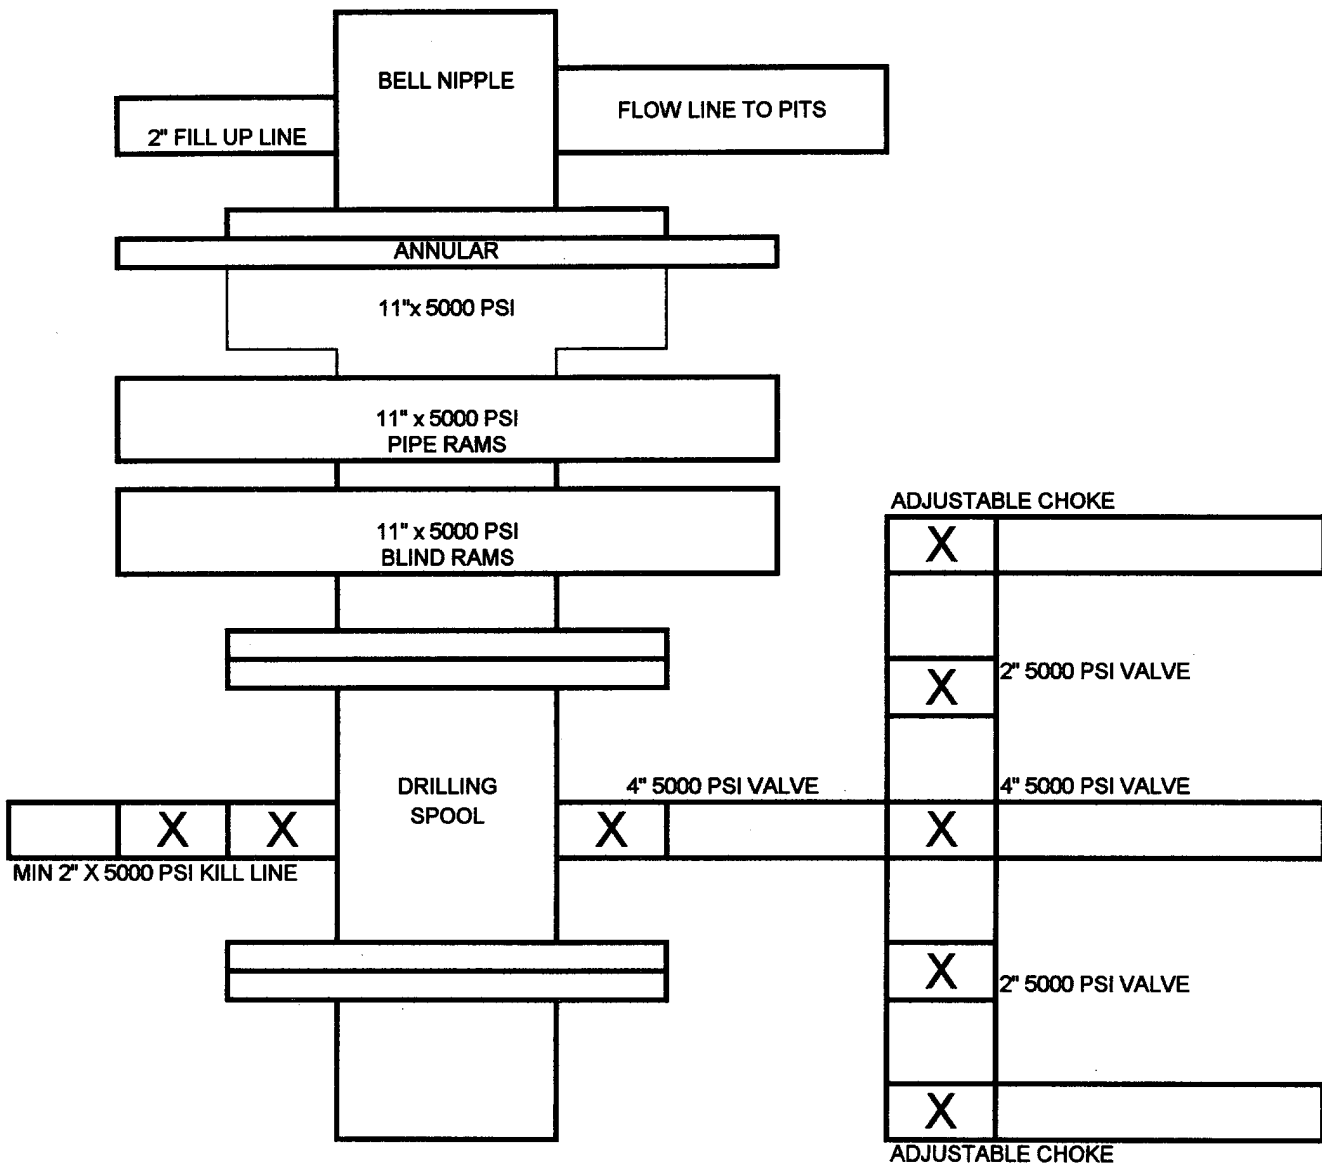 BELL NIPPLE
FLOW LINE TO PITS
2" FILL UP LINE
ANNULAR
11"x 5000 PSI
11" x 5000 PSI
PIPE RAMS
11" x 5000 PSI
BLIND RAMS
ADJUSTABLE CHOKE
X
X
2" 5000 PSI VALVE
DRILLING
SPOOL
4" 5000 PSI VALVE
4" 5000 PSI VALVE
X
X
X
X
MIN 2" X 5000 PSI KILL LINE
X
2" 5000 PSI VALVE
X
ADJUSTABLE CHOKE